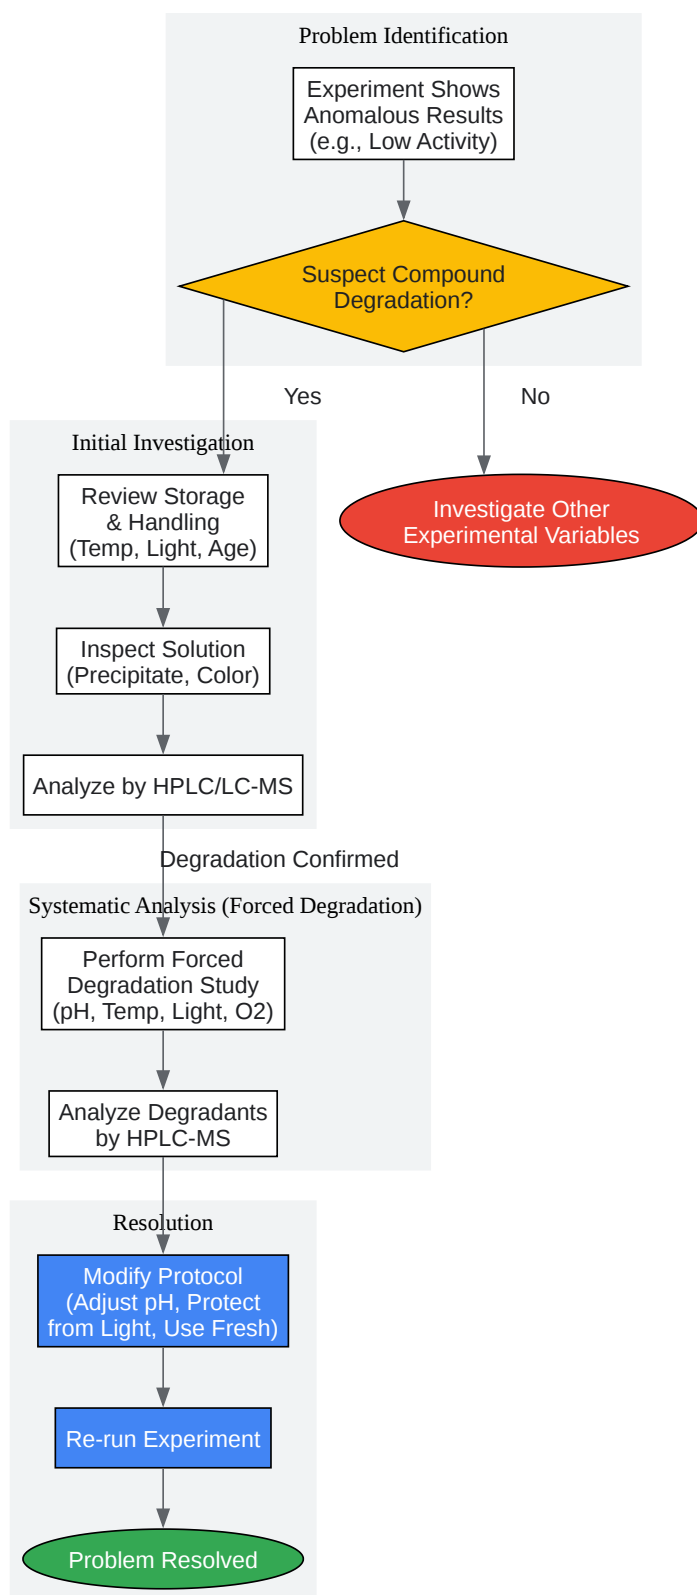 Problem Identification
Experiment Shows
Anomalous Results
(e.g., Low Activity)
Suspect Compound
Degradation?
Yes
No
Initial Investigation
Review Storage
& Handling
(Temp, Light, Age)
Investigate Other
Experimental Variables
Inspect Solution
(Precipitate, Color)
Analyze by HPLC/LC-MS
Degradation Confirmed
Systematic Analysis (Forced Degradation)
Perform Forced
Degradation Study
(pH, Temp, Light, O2)
Analyze Degradants
by HPLC-MS
Resolution
Modify Protocol
(Adjust pH, Protect
from Light, Use Fresh)
Re-run Experiment
Problem Resolved